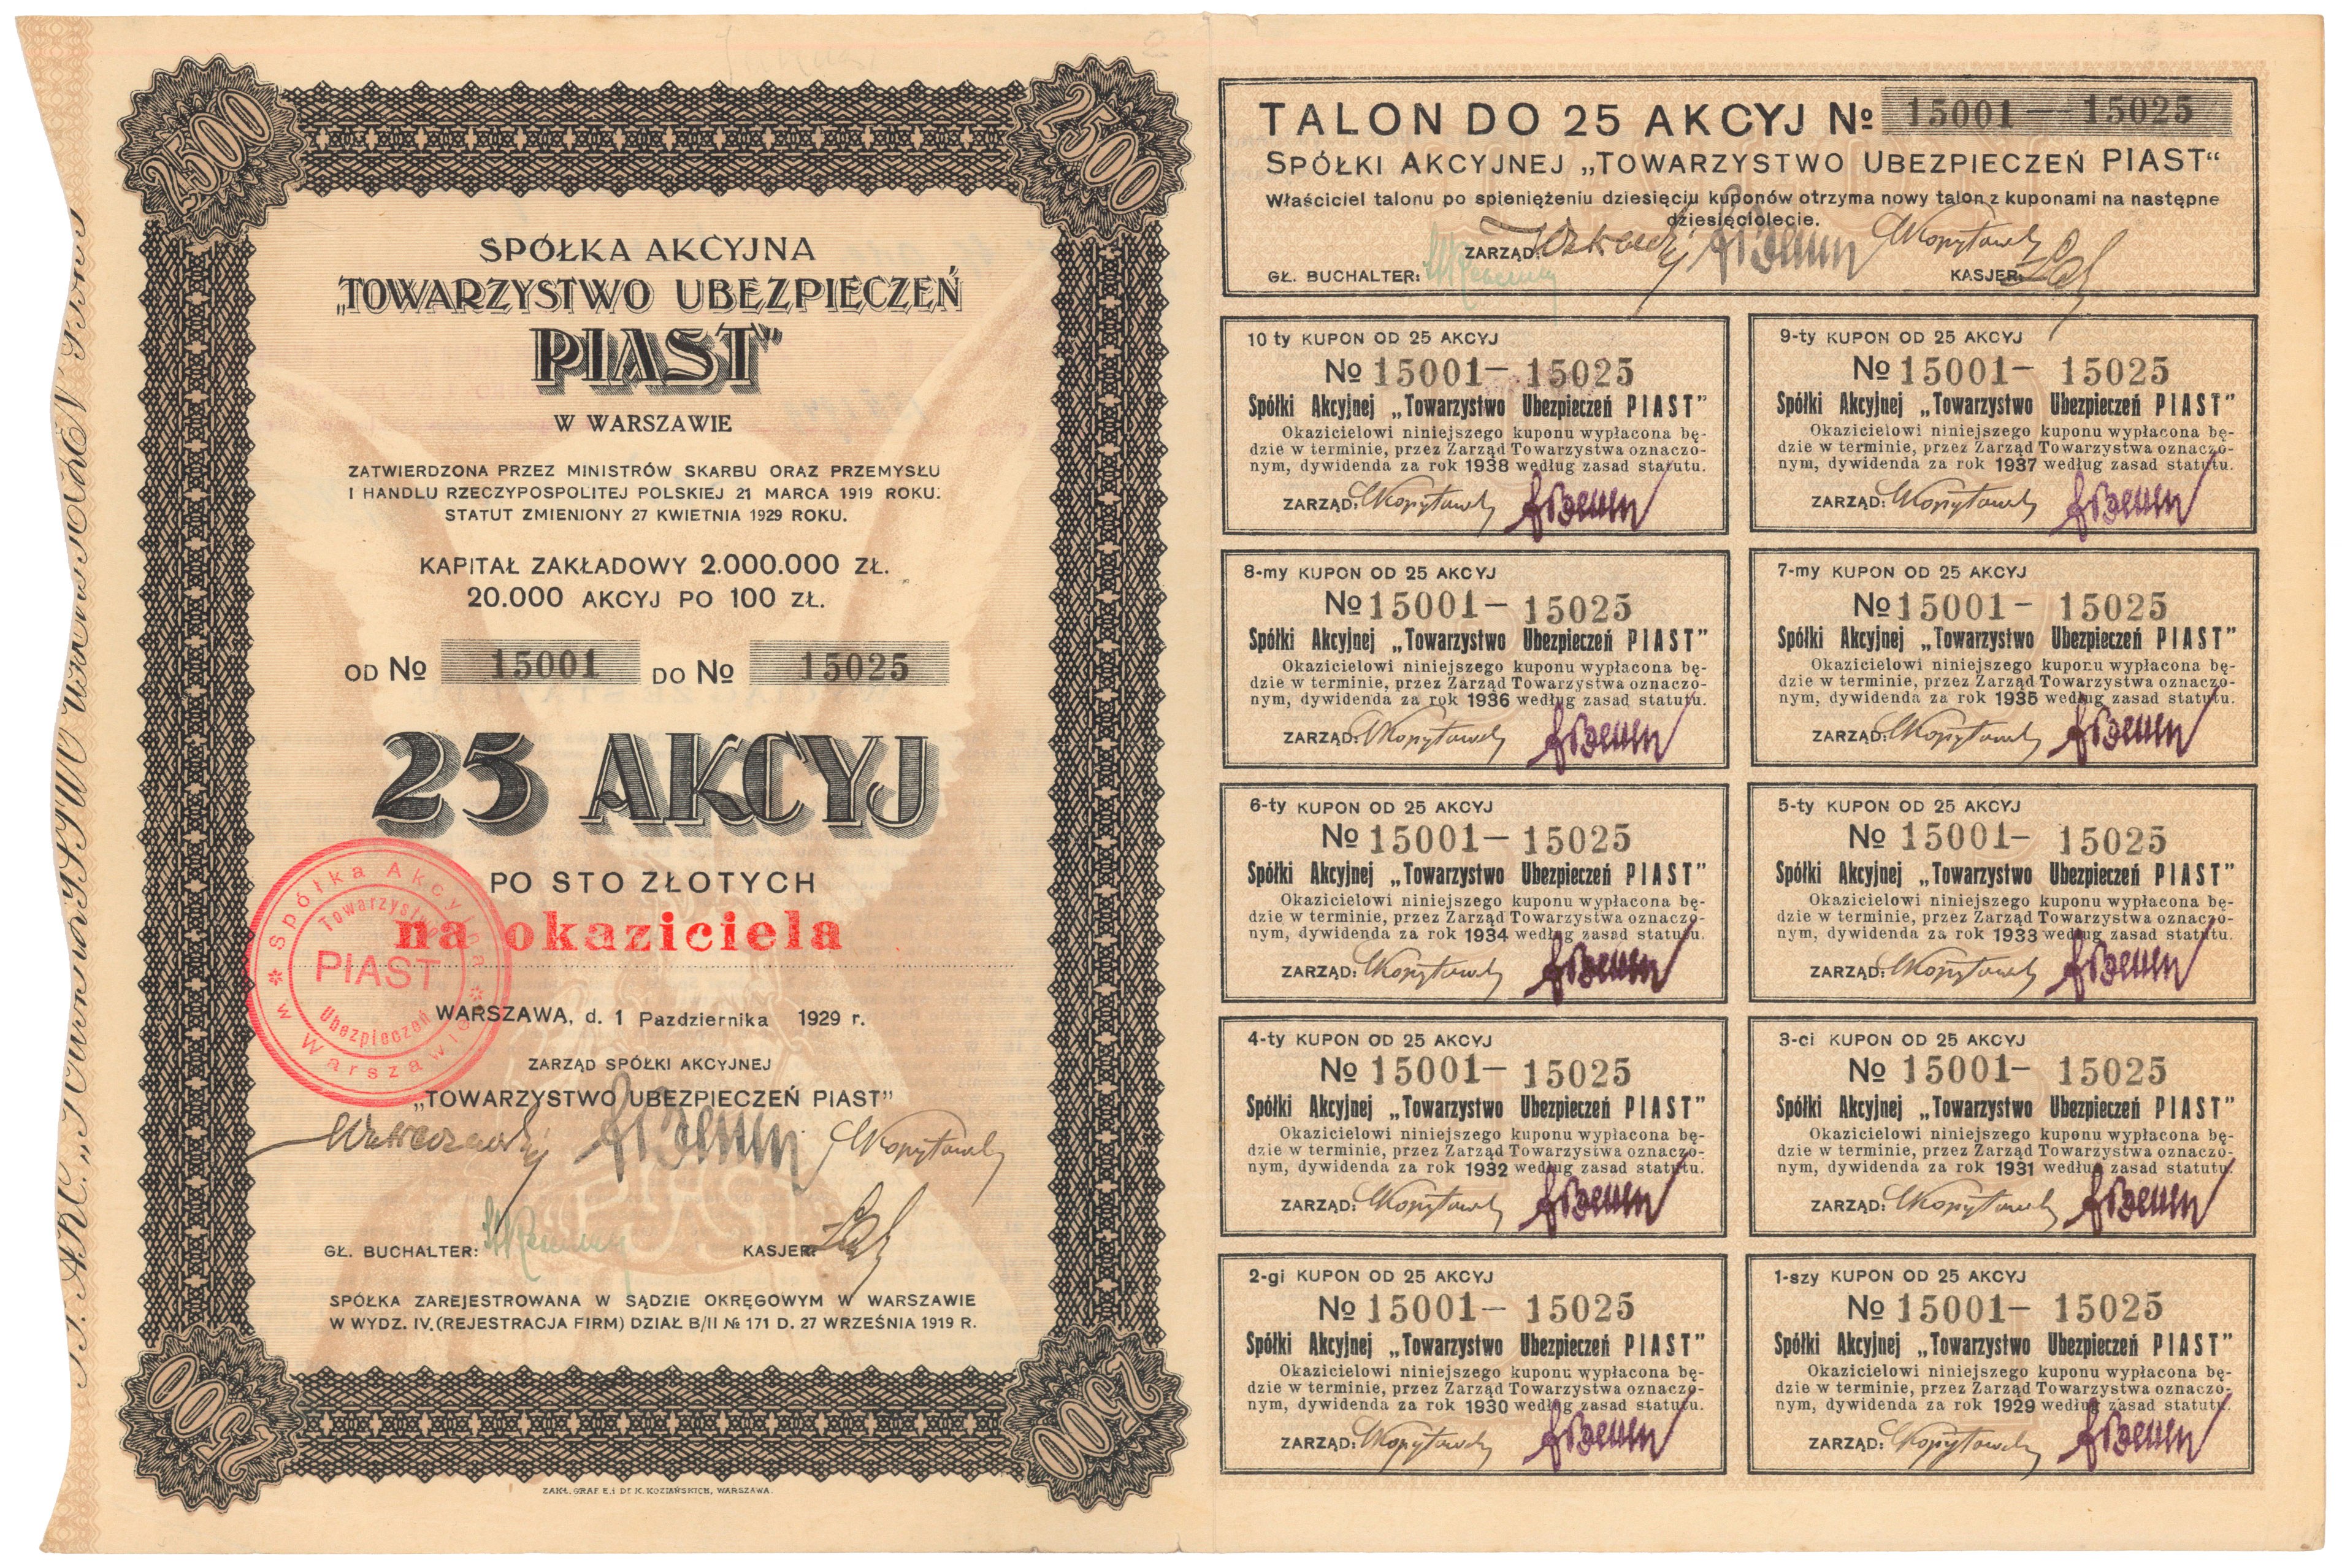 2500
2500
SPÓŁKA AKCYJNA
„TOWARZYSTWO UBEZPIECZEŃ
PIAST”
W WARSZAWIE
ZATWIERDZONA PRZEZ MINISTRÓW SKARBU ORAZ PRZEMYSŁU
I HANDLU RZECZYPOSPOLITEJ POLSKIEJ 21 MARCA 1919 ROKU.
STATUT ZMIENIONY 27 KWIETNIA 1929 ROKU.
KAPITAŁ ZAKŁADOWY 2.000.000 ZŁ.
20.000 AKCYJ PO 100 ZŁ.
OD № 15001 DO № 15025
25 AKCYJ
PO STO ZŁOTYCH
na okaziciela
Spółka Akcyjna
w Warszawie
Towarzystwo
PIAST
Ubezpieczeń
WARSZAWA, d. 1 Pazdziernika 1929 r.
ZARZĄD SPÓŁKI AKCYJNEJ
„TOWARZYSTWO UBEZPIECZEŃ PIAST”
GŁ. BUCHALTER:
KASJER:
SPÓŁKA ZAREJESTROWANA W SĄDZIE OKRĘGOWYM W WARSZAWIE
W WYDZ. IV. (REJESTRACJA FIRM) DZIAŁ B/II № 171 D. 27 WRZEŚNIA 1919 R.
2500
2500
ZAKŁ. GRAF. E. i Dr K. KOZIAŃSKICH, WARSZAWA.
TALON DO 25 AKCYJ № 15001 — 15025
SPÓŁKI AKCYJNEJ „TOWARZYSTWO UBEZPIECZEŃ PIAST“
Właściciel talonu po spieniężeniu dziesięciu kuponów otrzyma nowy talon z kuponami na następne
dziesięciolecie.
ZARZĄD:
GŁ. BUCHALTER:
KASJER:
10 ty KUPON OD 25 AKCYJ
№ 15001— 15025
Spółki Akcyjnej „Towarzystwo Ubezpieczeń PIAST”
Okazicielowi niniejszego kuponu wypłacona bę-
dzie w terminie, przez Zarząd Towarzystwa oznaczo-
nym, dywidenda za rok 1938 według zasad statutu.
ZARZĄD:
9-ty KUPON OD 25 AKCYJ
№ 15001— 15025
Spółki Akcyjnej „Towarzystwo Ubezpieczeń PIAST”
Okazicielowi niniejszego kuponu wypłacona bę-
dzie w terminie, przez Zarząd Towarzystwa oznaczo-
nym, dywidenda za rok 1937 według zasad statutu.
ZARZĄD:
8-my KUPON OD 25 AKCYJ
№ 15001— 15025
Spółki Akcyjnej „Towarzystwo Ubezpieczeń PIAST”
Okazicielowi niniejszego kuponu wypłacona bę-
dzie w terminie, przez Zarząd Towarzystwa oznaczo-
nym, dywidenda za rok 1936 według zasad statutu.
ZARZĄD:
7-my KUPON OD 25 AKCYJ
№ 15001— 15025
Spółki Akcyjnej „Towarzystwo Ubezpieczeń PIAST”
Okazicielowi niniejszego kuponu wypłacona bę-
dzie w terminie, przez Zarząd Towarzystwa oznaczo-
nym, dywidenda za rok 1935 według zasad statutu.
ZARZĄD:
6-ty KUPON OD 25 AKCYJ
№ 15001— 15025
Spółki Akcyjnej „Towarzystwo Ubezpieczeń PIAST”
Okazicielowi niniejszego kuponu wypłacona bę-
dzie w terminie, przez Zarząd Towarzystwa oznaczo-
nym, dywidenda za rok 1934 według zasad statutu.
ZARZĄD:
5-ty KUPON OD 25 AKCYJ
№ 15001— 15025
Spółki Akcyjnej „Towarzystwo Ubezpieczeń PIAST”
Okazicielowi niniejszego kuponu wypłacona bę-
dzie w terminie, przez Zarząd Towarzystwa oznaczo-
nym, dywidenda za rok 1933 według zasad statutu.
ZARZĄD:
4-ty KUPON OD 25 AKCYJ
№ 15001— 15025
Spółki Akcyjnej „Towarzystwo Ubezpieczeń PIAST”
Okazicielowi niniejszego kuponu wypłacona bę-
dzie w terminie, przez Zarząd Towarzystwa oznaczo-
nym, dywidenda za rok 1932 według zasad statutu.
ZARZĄD:
3-ci KUPON OD 25 AKCYJ
№ 15001— 15025
Spółki Akcyjnej „Towarzystwo Ubezpieczeń PIAST”
Okazicielowi niniejszego kuponu wypłacona bę-
dzie w terminie, przez Zarząd Towarzystwa oznaczo-
nym, dywidenda za rok 1931 według zasad statutu.
ZARZĄD:
2-gi KUPON OD 25 AKCYJ
№ 15001— 15025
Spółki Akcyjnej „Towarzystwo Ubezpieczeń PIAST”
Okazicielowi niniejszego kuponu wypłacona bę-
dzie w terminie, przez Zarząd Towarzystwa oznaczo-
nym, dywidenda za rok 1930 według zasad statutu.
ZARZĄD:
1-szy KUPON OD 25 AKCYJ
№ 15001— 15025
Spółki Akcyjnej „Towarzystwo Ubezpieczeń PIAST”
Okazicielowi niniejszego kuponu wypłacona bę-
dzie w terminie, przez Zarząd Towarzystwa oznaczo-
nym, dywidenda za rok 1929 według zasad statutu.
ZARZĄD: